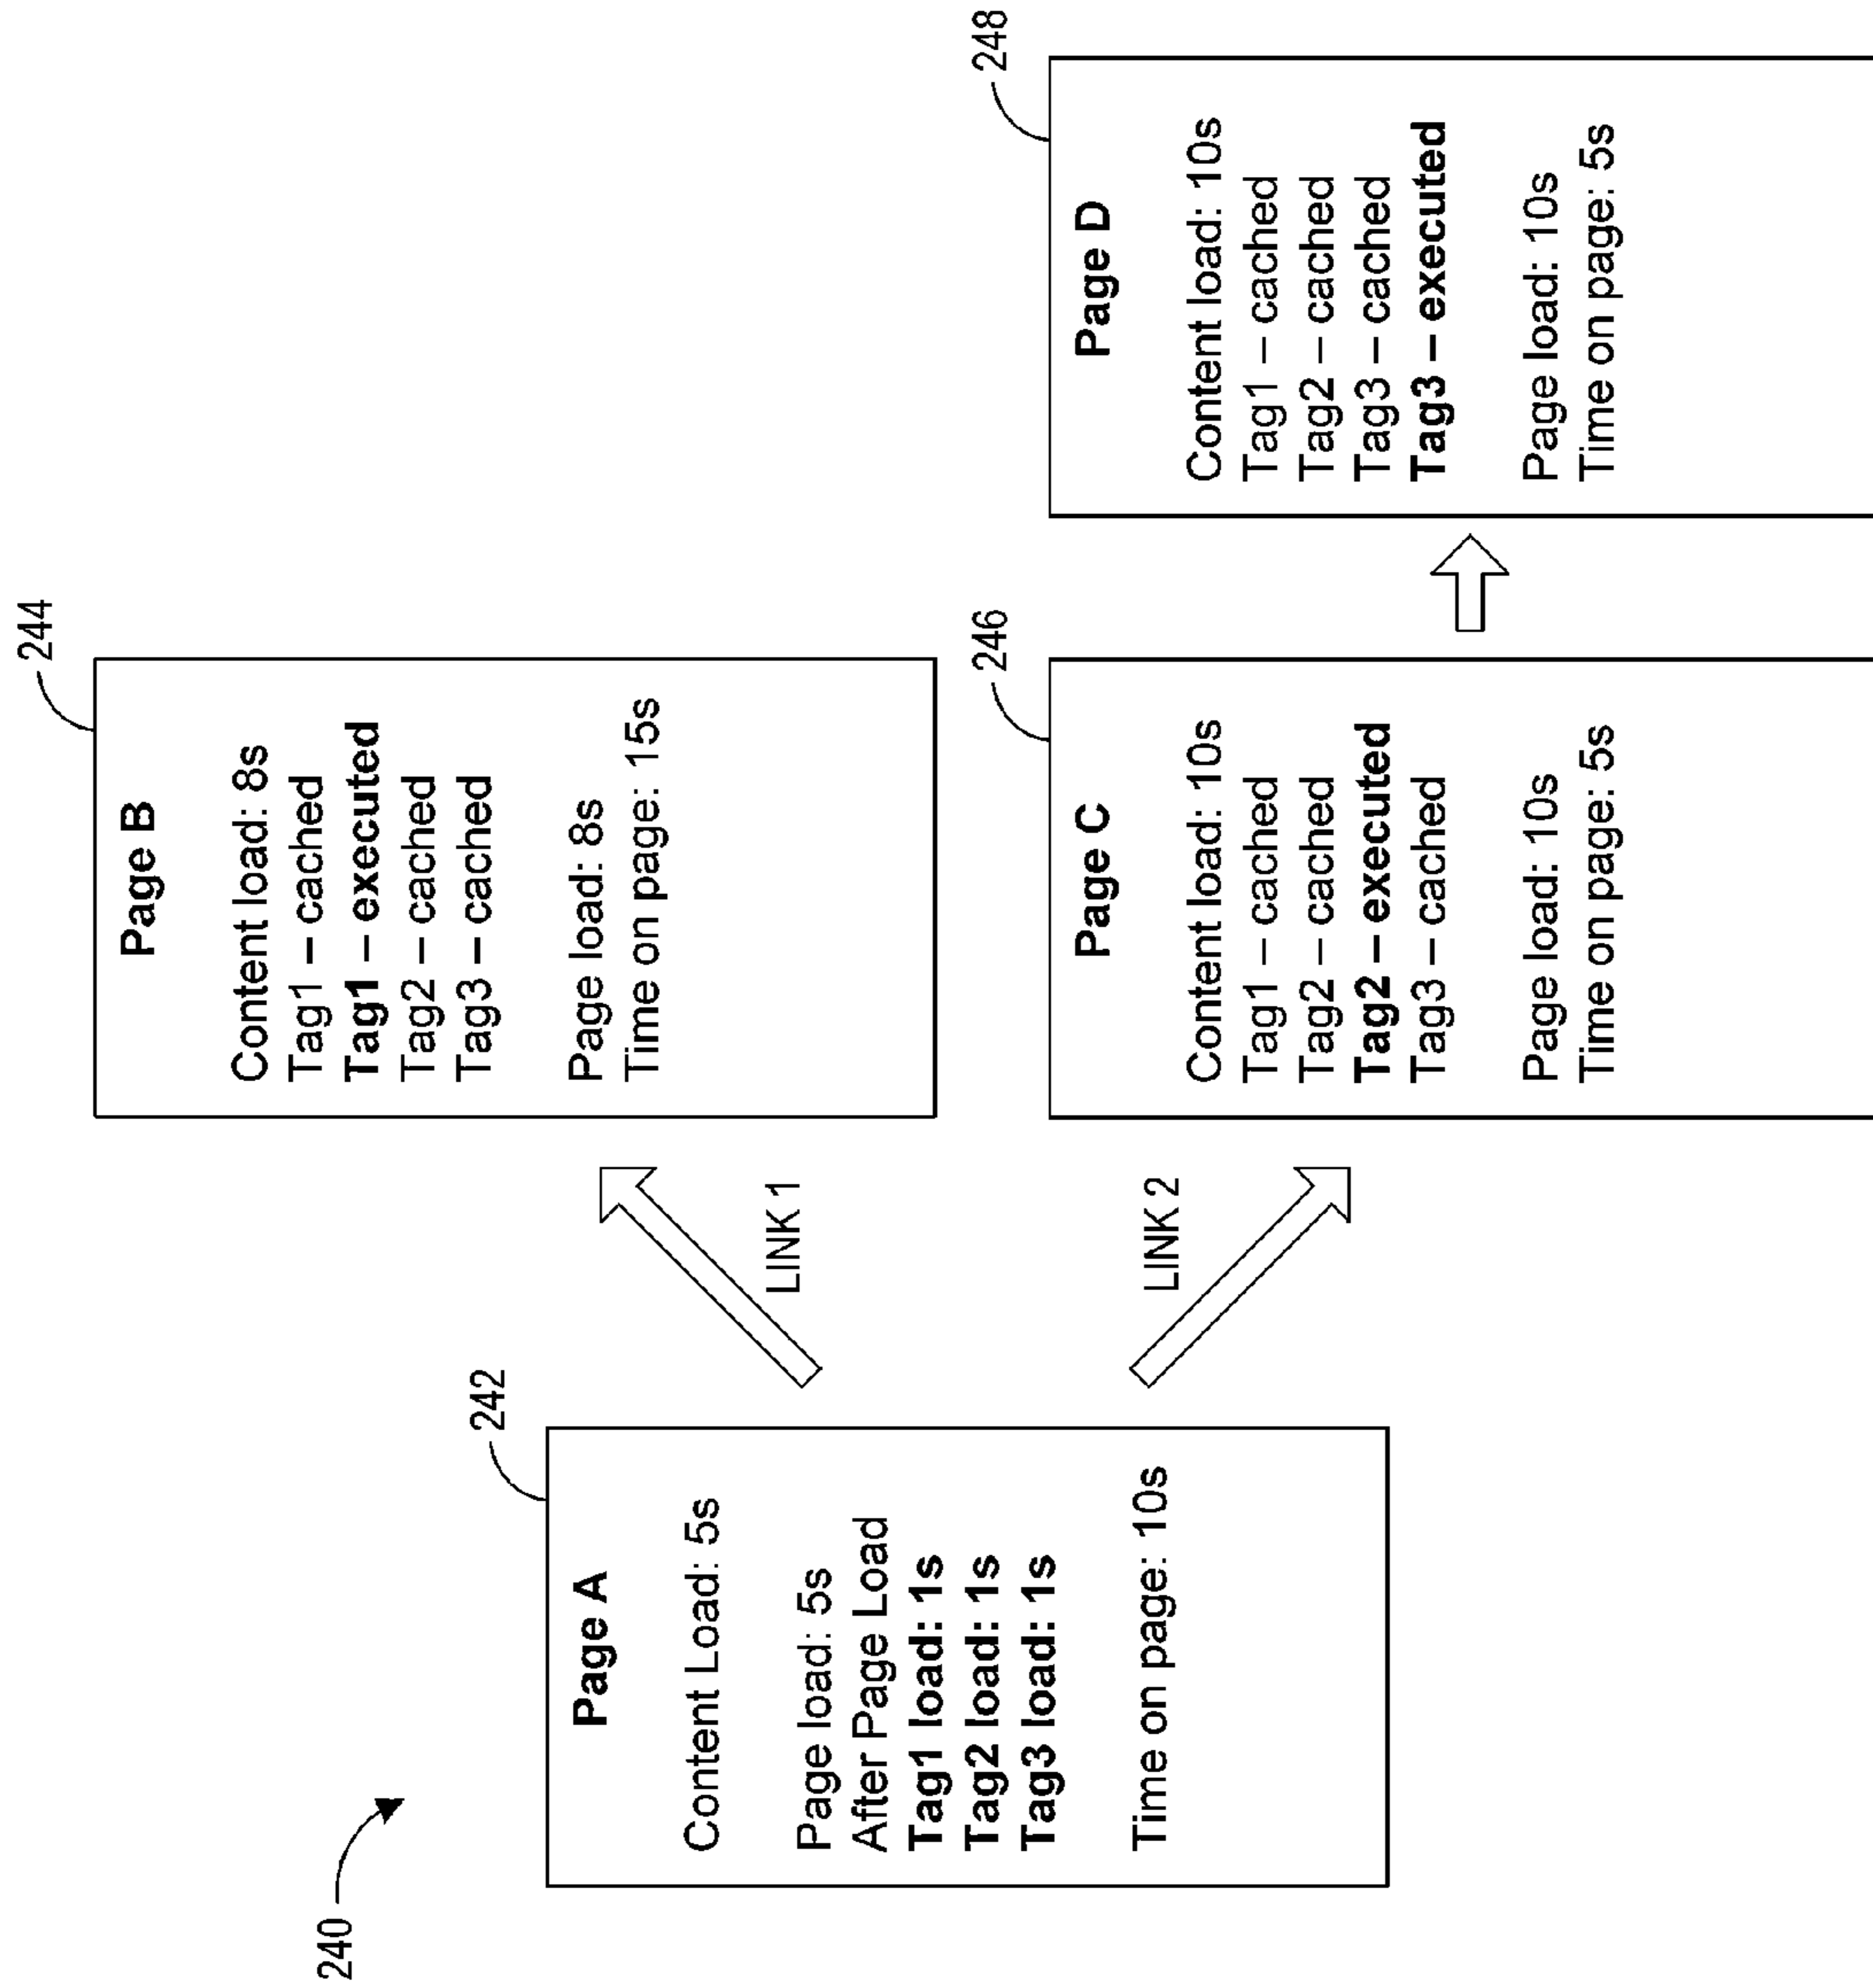 240
242
Page A
Content Load: 5s
Page load: 5s
After Page Load
Tag1 load: 1s
Tag2 load: 1s
Tag3 load: 1s
Time on page: 10s
LINK 1
LINK 2
244
Page B
Content load: 8s
Tag1 – cached
Tag1 – executed
Tag2 – cached
Tag3 – cached
Page load: 8s
Time on page: 15s
246
Page C
Content load: 10s
Tag1 – cached
Tag2 – cached
Tag2 – executed
Tag3 – cached
Page load: 10s
Time on page: 5s
248
Page D
Content load: 10s
Tag1 – cached
Tag2 – cached
Tag3 – cached
Tag3 – executed
Page load: 10s
Time on page: 5s